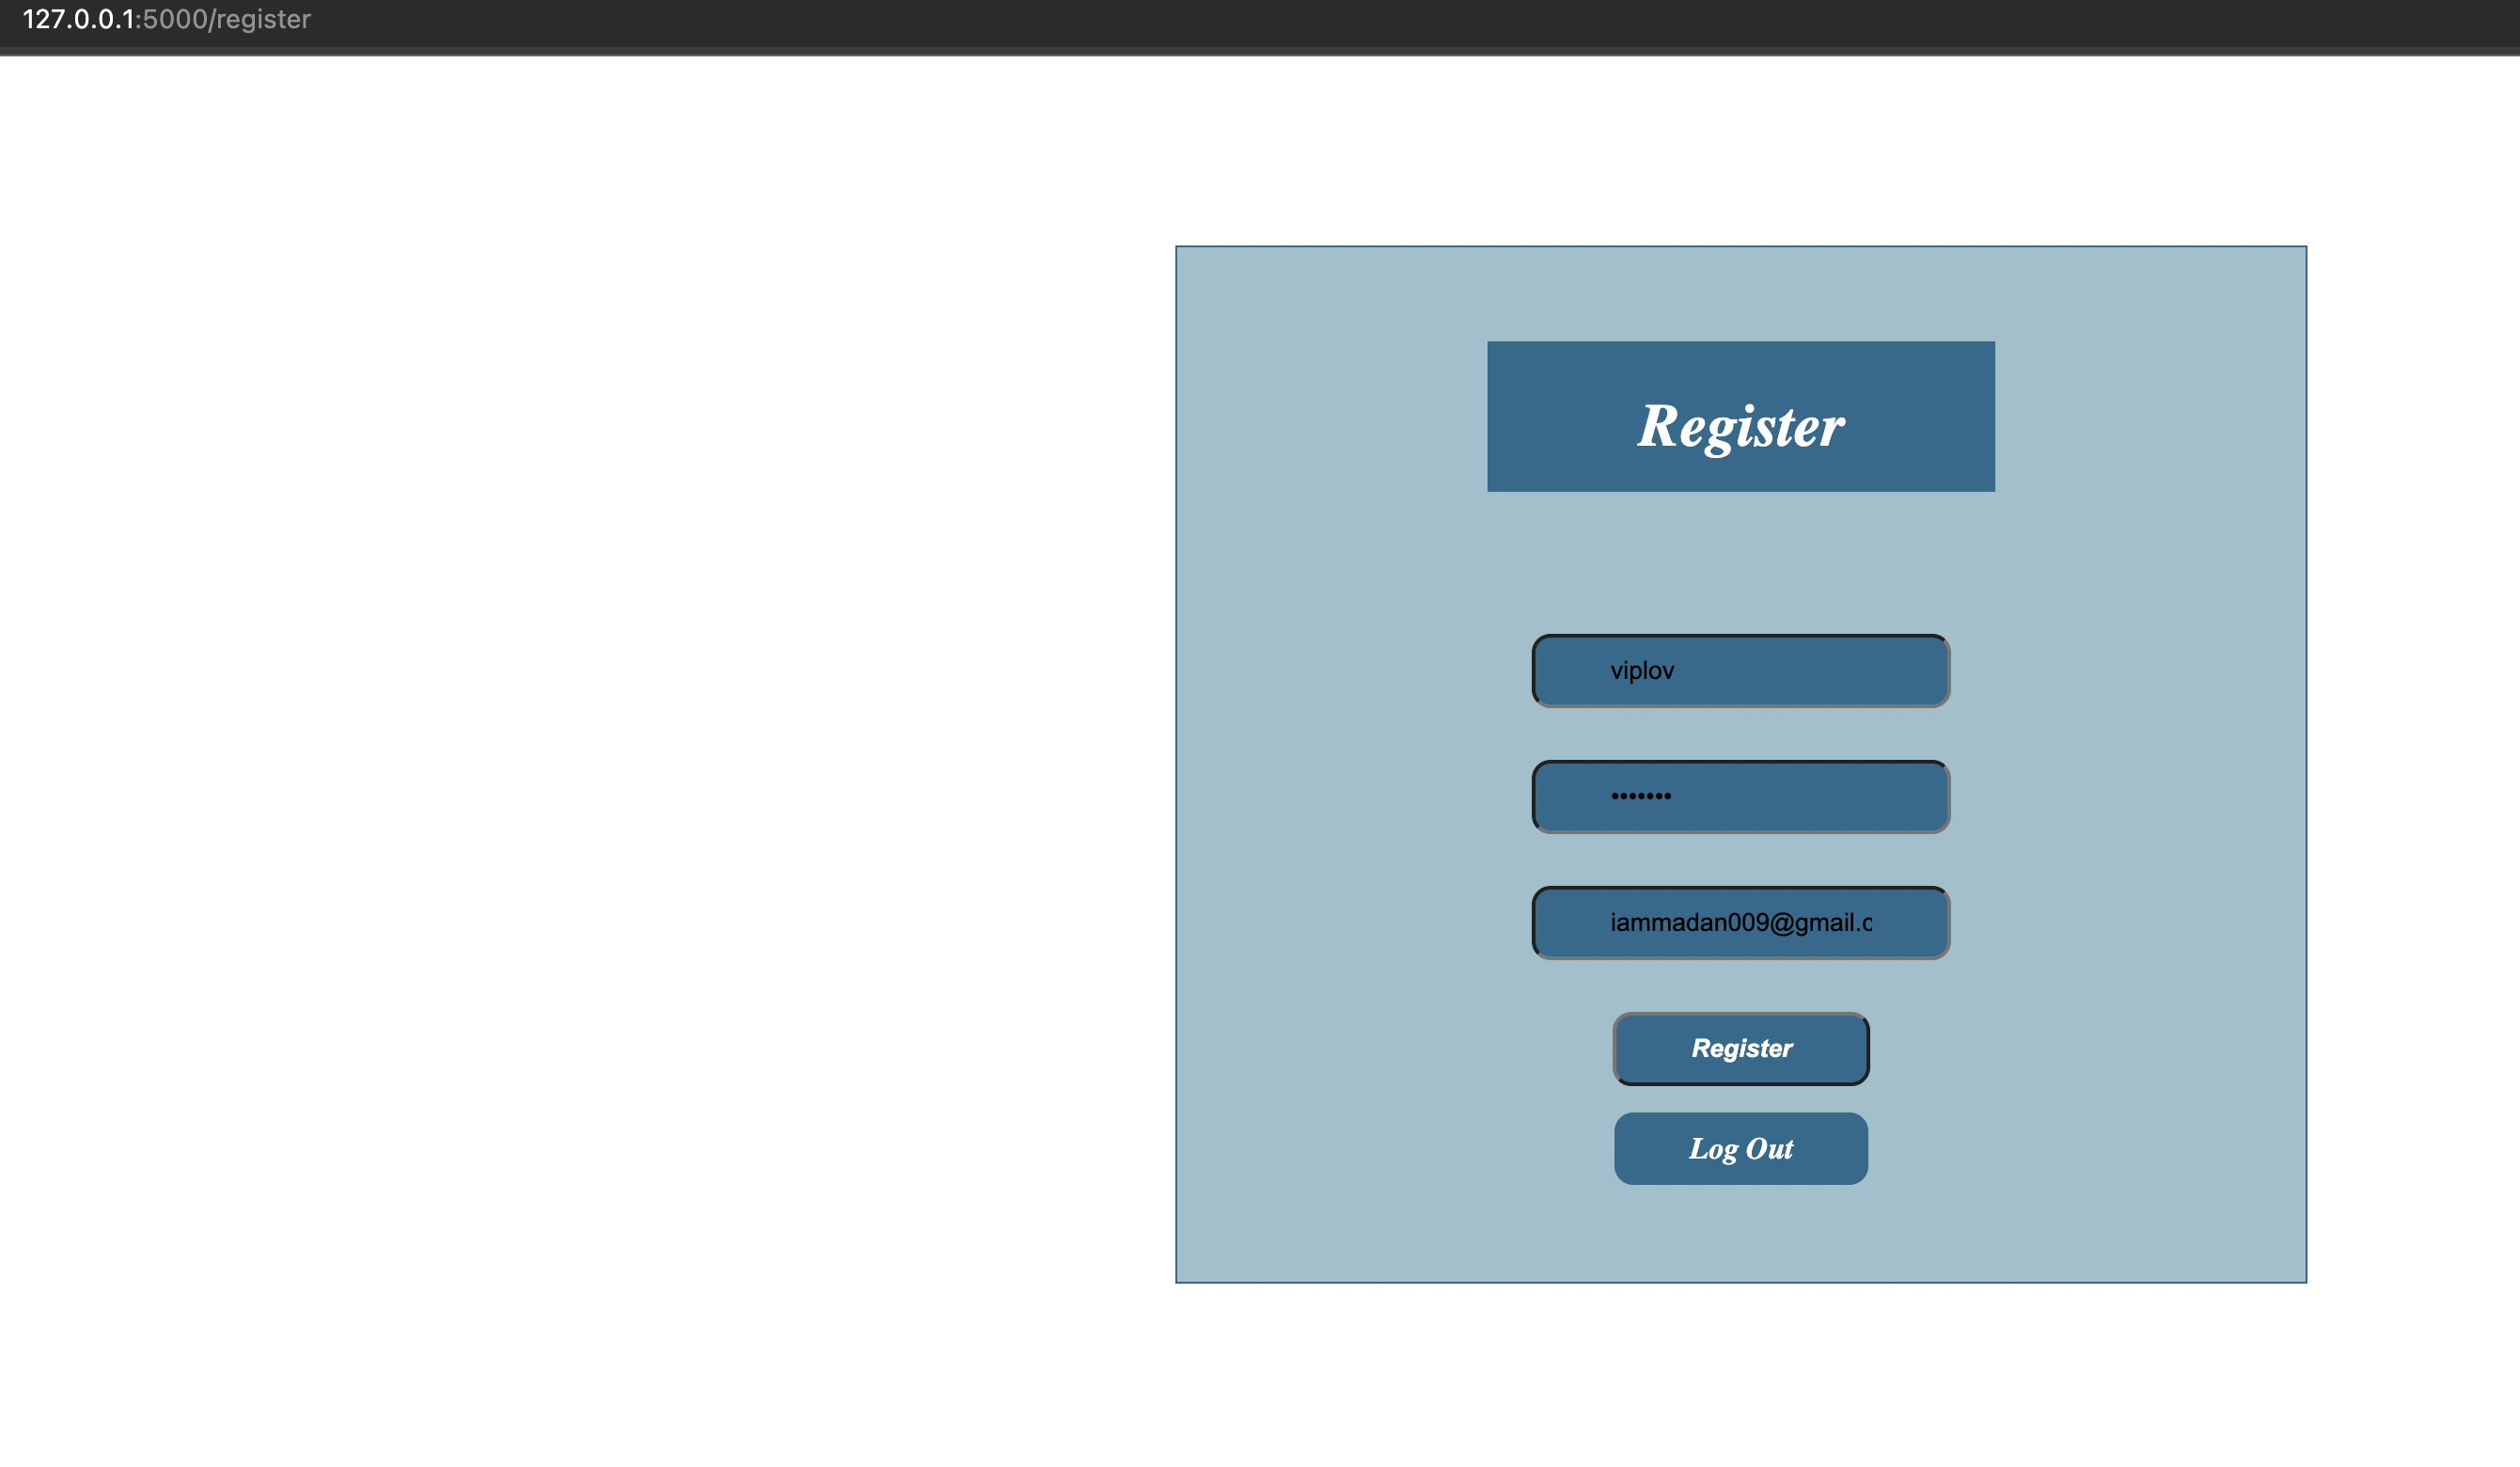 127.0.0.1:5000/register
Register
viplov
•••••••
iammadan009@gmail.c
Register
Log Out